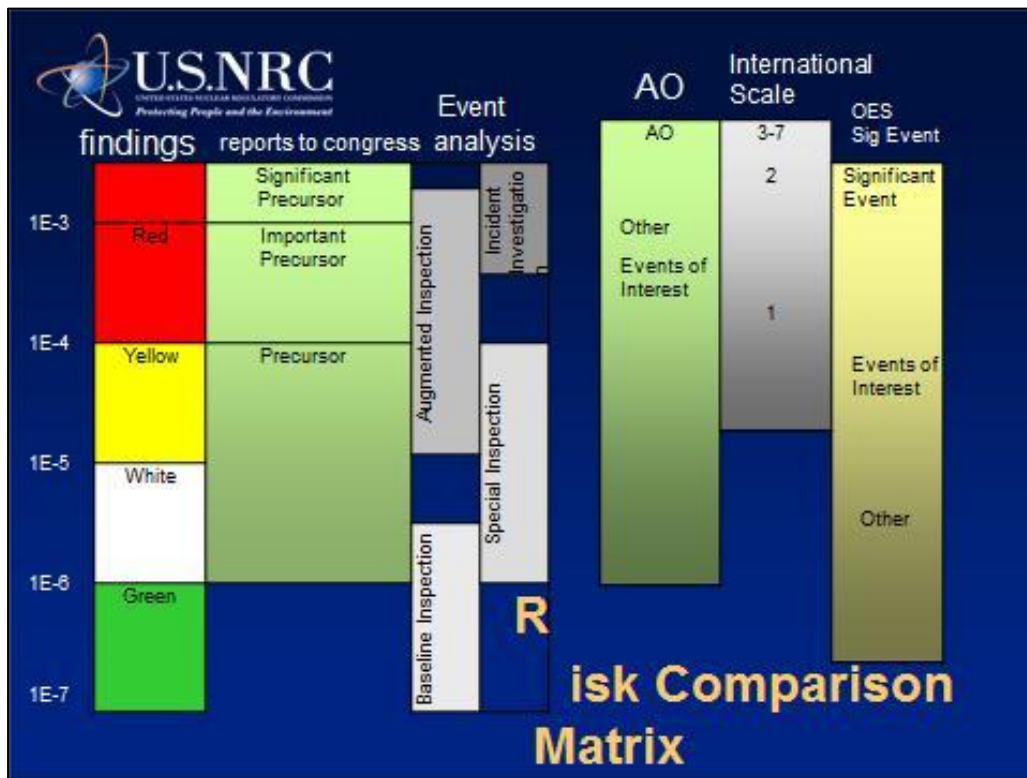 U.S.NRC
UNITED STATES NUCLEAR REGULATORY COMMISSION
Protecting People and the Environment
findings
reports to congress
Event
analysis
AO
International
Scale
OES
Sig Event
1E-3
1E-4
1E-5
1E-6
1E-7
Red
Yellow
White
Green
Significant
Precursor
Important
Precursor
Precursor
Augmented Inspection
Baseline Inspection
Incident
Investigatio
n
Special Inspection
AO
Other
Events of
Interest
3-7
2
1
Significant
Event
Events of
Interest
Other
R
isk Comparison
Matrix